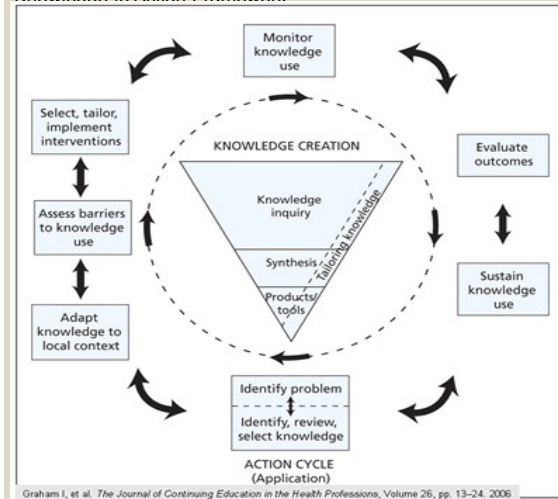 Monitor
knowledge
use
Select, tailor,
implement
interventions
KNOWLEDGE CREATION
Evaluate
outcomes
Knowledge
inquiry
Tailoring knowledge
Assess barriers
to knowledge
use
Synthesis
Products/
tools
Sustain
knowledge
use
Adapt
knowledge to
local context
Identify problem
Identify, review,
select knowledge
ACTION CYCLE
(Application)
Graham I, et al. The Journal of Continuing Education in the Health Professions, Volume 26, pp. 13–24, 2006